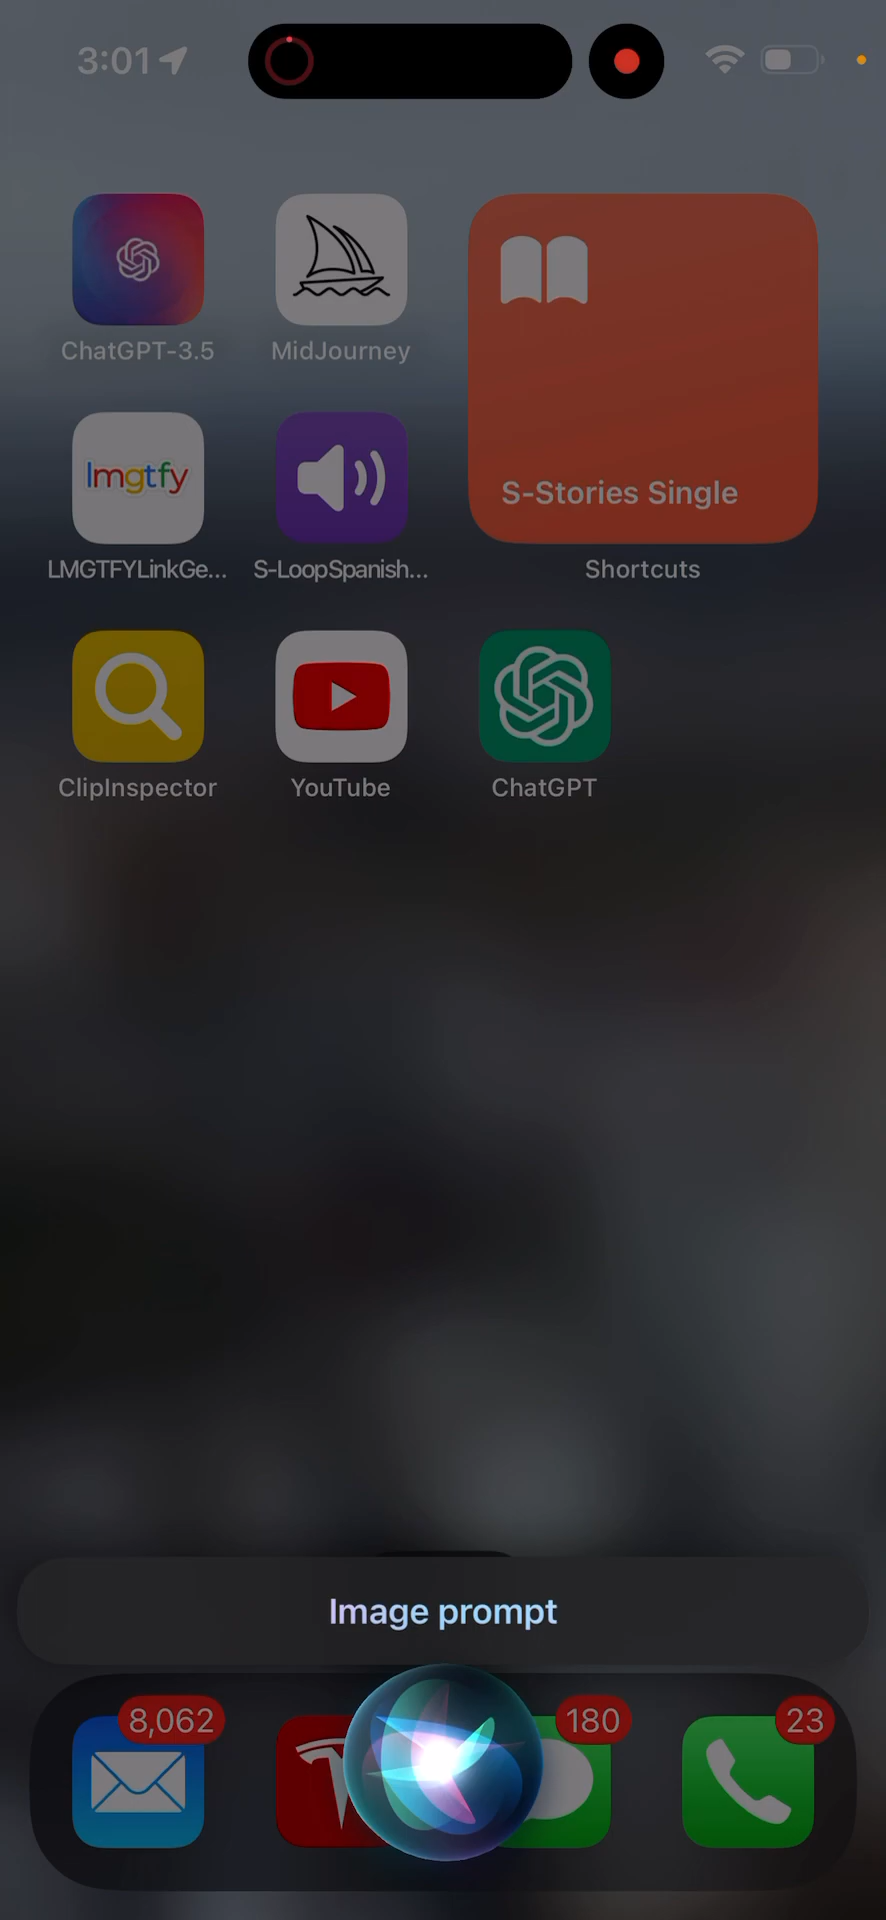 3:01
ChatGPT-3.5
MidJourney
S-Stories Single
lmgtfy
LMGTFYLinkGe...
S-LoopSpanish...
Shortcuts
ClipInspector
YouTube
ChatGPT
Image prompt
8,062
180
23